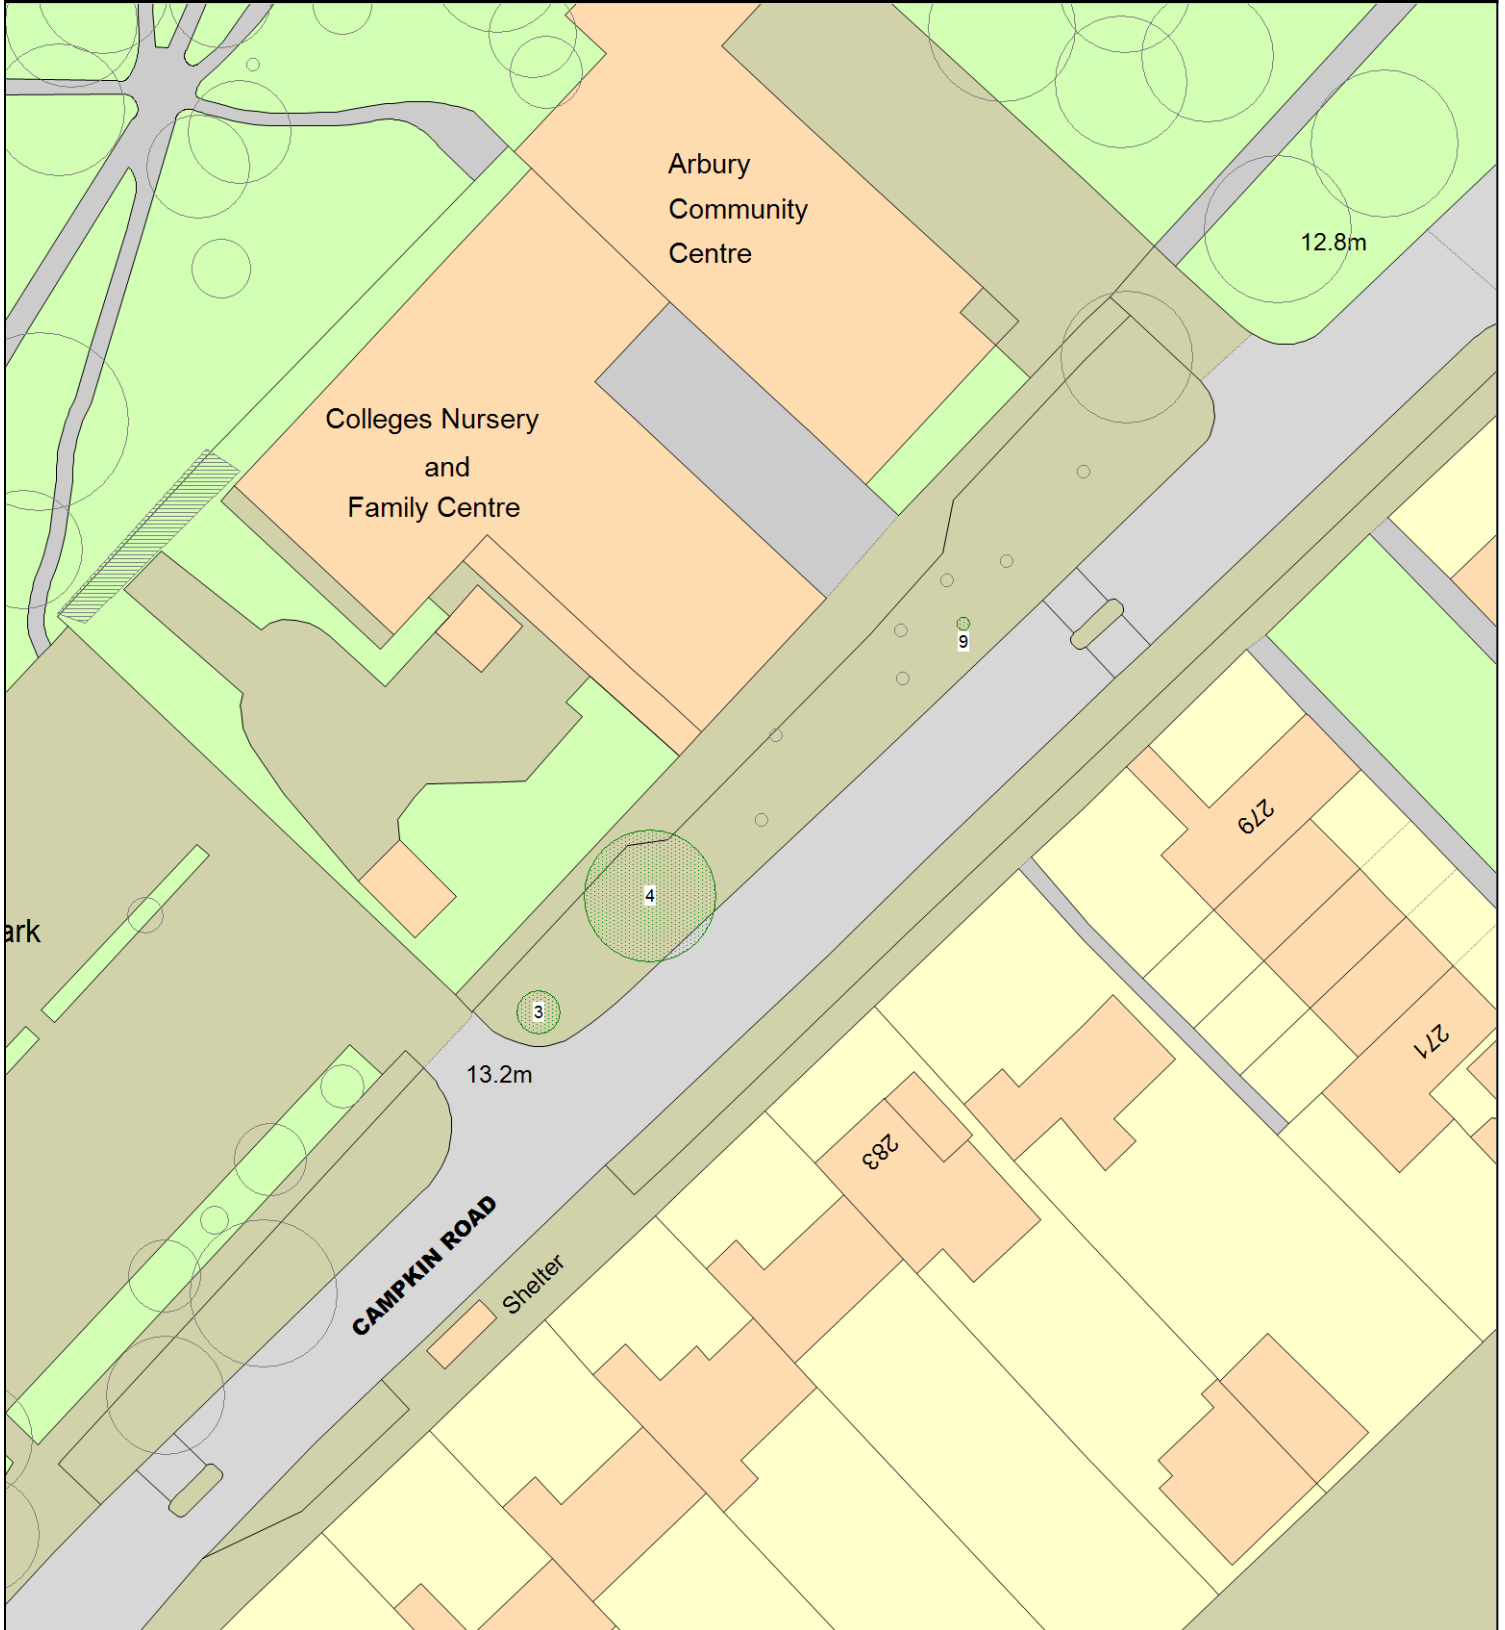 Arbury
Community
Centre
12.8m
Colleges Nursery
and
Family Centre
9
279
4
ark
3
271
13.2m
283
CAMPKIN ROAD
Shelter